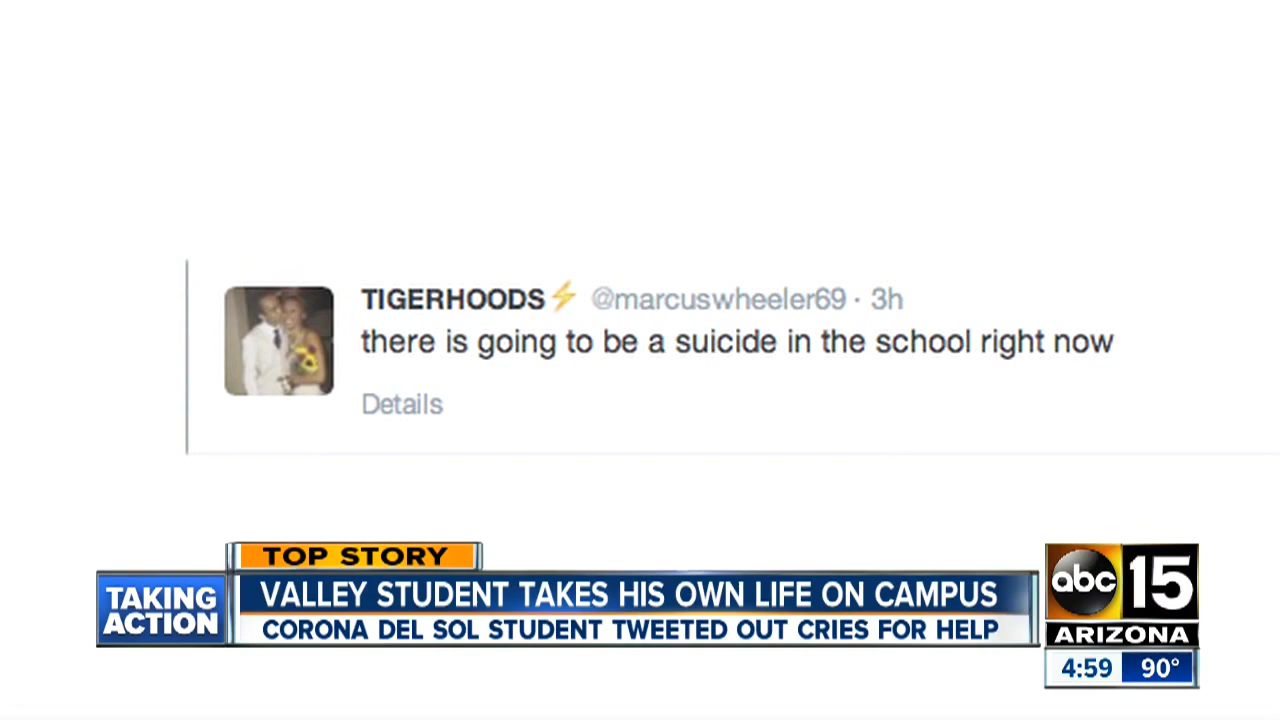 TIGERHOODS⚡ @marcuswheeler69 · 3h
there is going to be a suicide in the school right now
Details
TOP STORY
TAKING ACTION
VALLEY STUDENT TAKES HIS OWN LIFE ON CAMPUS
CORONA DEL SOL STUDENT TWEETED OUT CRIES FOR HELP
abc 15
ARIZONA
4:59 90°